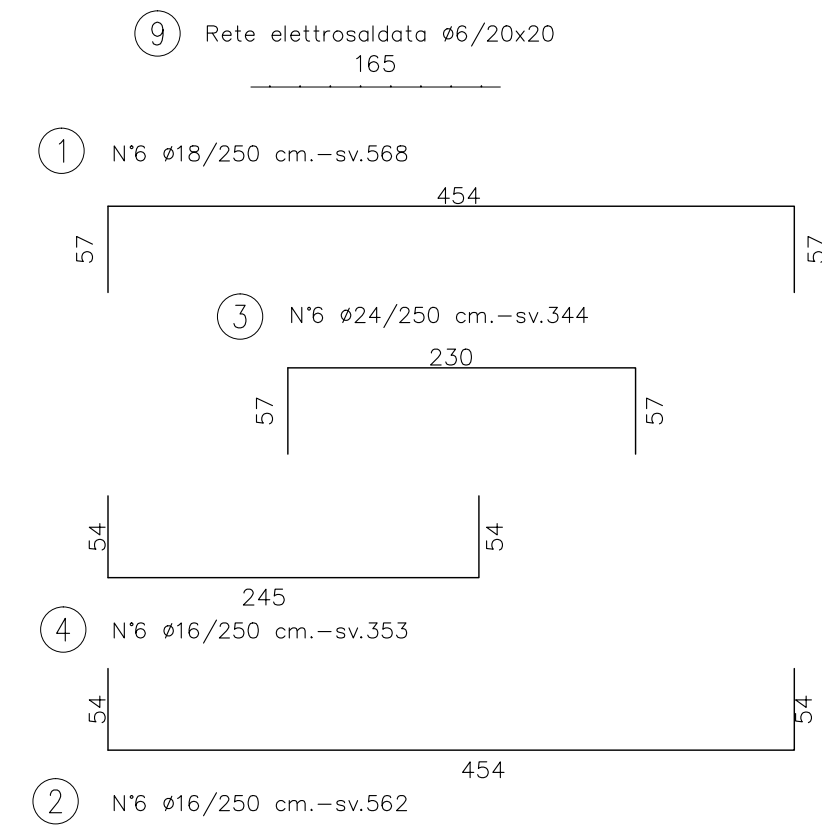 9 Rete elettrosaldata Ø6/20x20
165
1 N°6 Ø18/250 cm.-sv.568
454
57 57
3 N°6 Ø24/250 cm.-sv.344
230
57 57
54 54
245
4 N°6 Ø16/250 cm.-sv.353
54 54
454
2 N°6 Ø16/250 cm.-sv.562